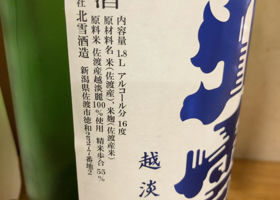 酒
内容量 1.8L アルコール分 16度
原材料名 米(佐渡産)、米麹(佐渡産米)
原料米 佐渡産越淡麗100%使用 精米歩合 55%
社 北雪酒造 新潟県佐渡市徳和2377番地2
越淡